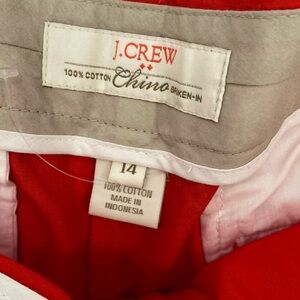 J.CREW
100% COTTON Chino BROKEN-IN
14
100% COTTON
MADE IN
INDONESIA